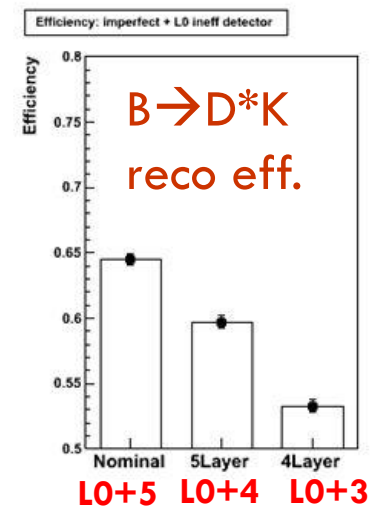 Efficiency: imperfect + L0 ineff detector
Efficiency
0.8
0.75
0.7
0.65
0.6
0.55
0.5
B→D*K
reco eff.
Nominal 5Layer 4Layer
L0+5 L0+4 L0+3